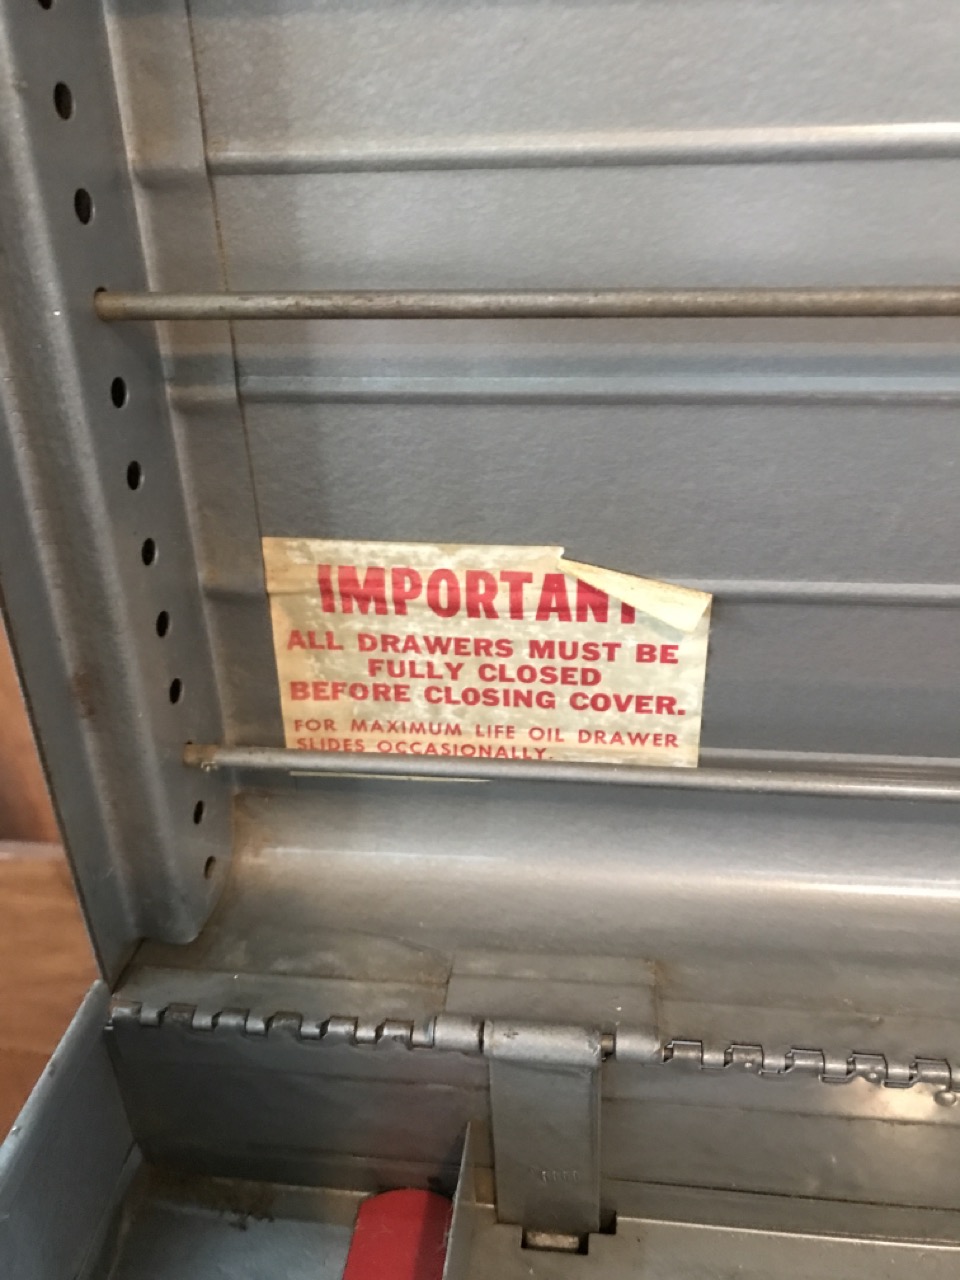 IMPORTANT
ALL DRAWERS MUST BE
FULLY CLOSED
BEFORE CLOSING COVER.
FOR MAXIMUM LIFE OIL DRAWER
SLIDES OCCASIONALLY.